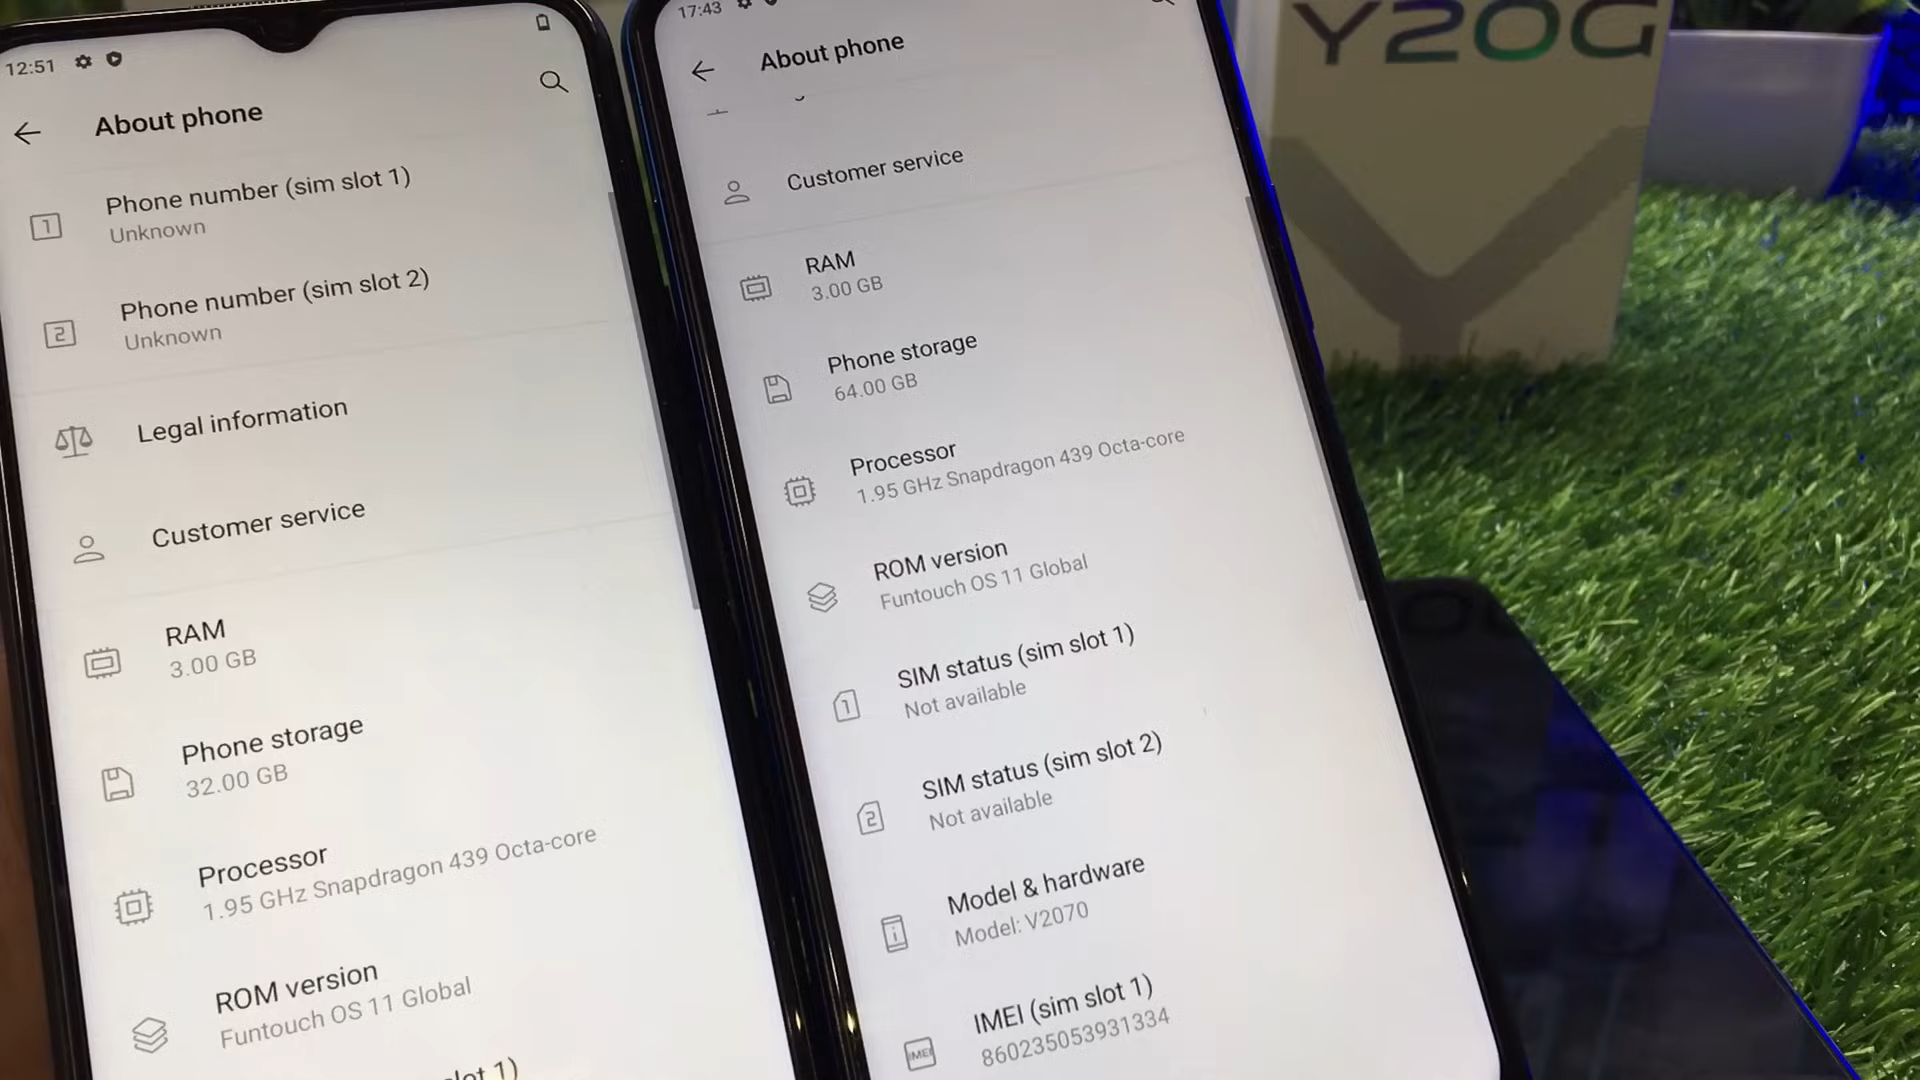 12:51
About phone
Phone number (sim slot 1)
Unknown
Phone number (sim slot 2)
Unknown
Legal information
Customer service
RAM
3.00 GB
Phone storage
32.00 GB
Processor
1.95 GHz Snapdragon 439 Octa-core
ROM version
Funtouch OS 11 Global
slot 1)
17:43
About phone
Customer service
RAM
3.00 GB
Phone storage
64.00 GB
Processor
1.95 GHz Snapdragon 439 Octa-core
ROM version
Funtouch OS 11 Global
SIM status (sim slot 1)
Not available
SIM status (sim slot 2)
Not available
Model & hardware
Model: V2070
IMEI (sim slot 1)
860235053931334
Y20G